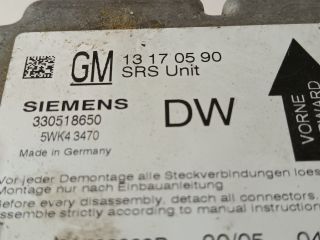 GM 13 17 05 90
SRS Unit
SIEMENS
330518650
5WK4 3470
Made in Germany
DW
VORNE
FORWARD
Vor jeder Demontage alle Steckverbindungen
Montage nur nach Einbauanleitung
Before every disassembly, detach all connectors.
assemble strictly according to manual instruction